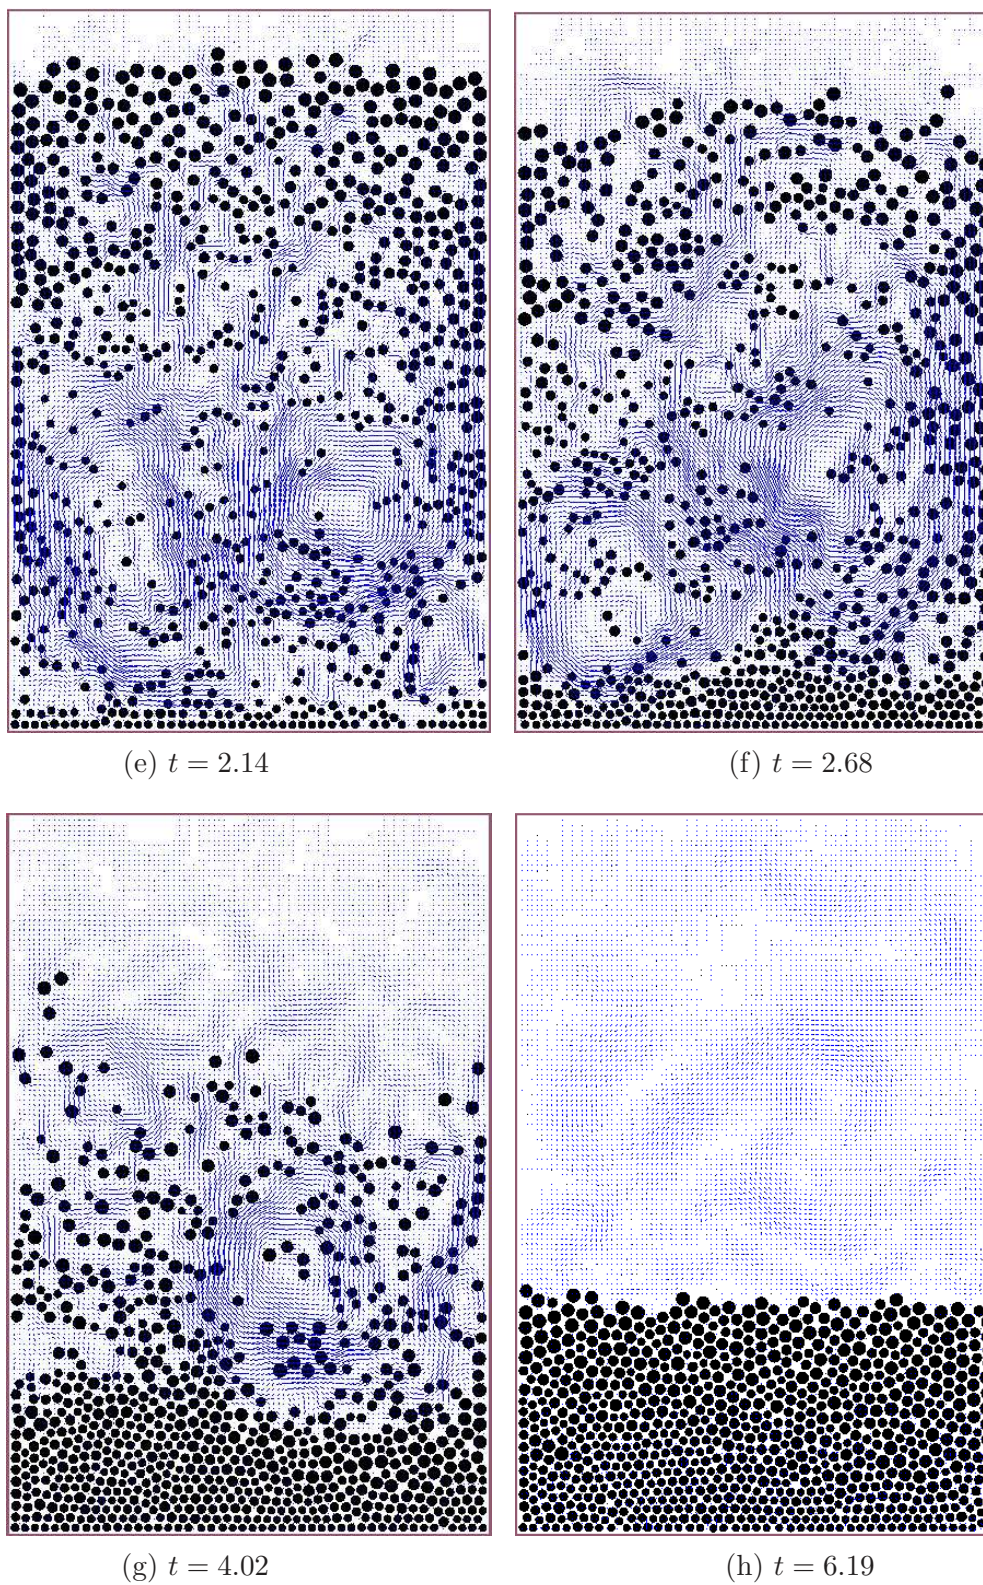 (e) t = 2.14
(f) t = 2.68
(g) t = 4.02
(h) t = 6.19